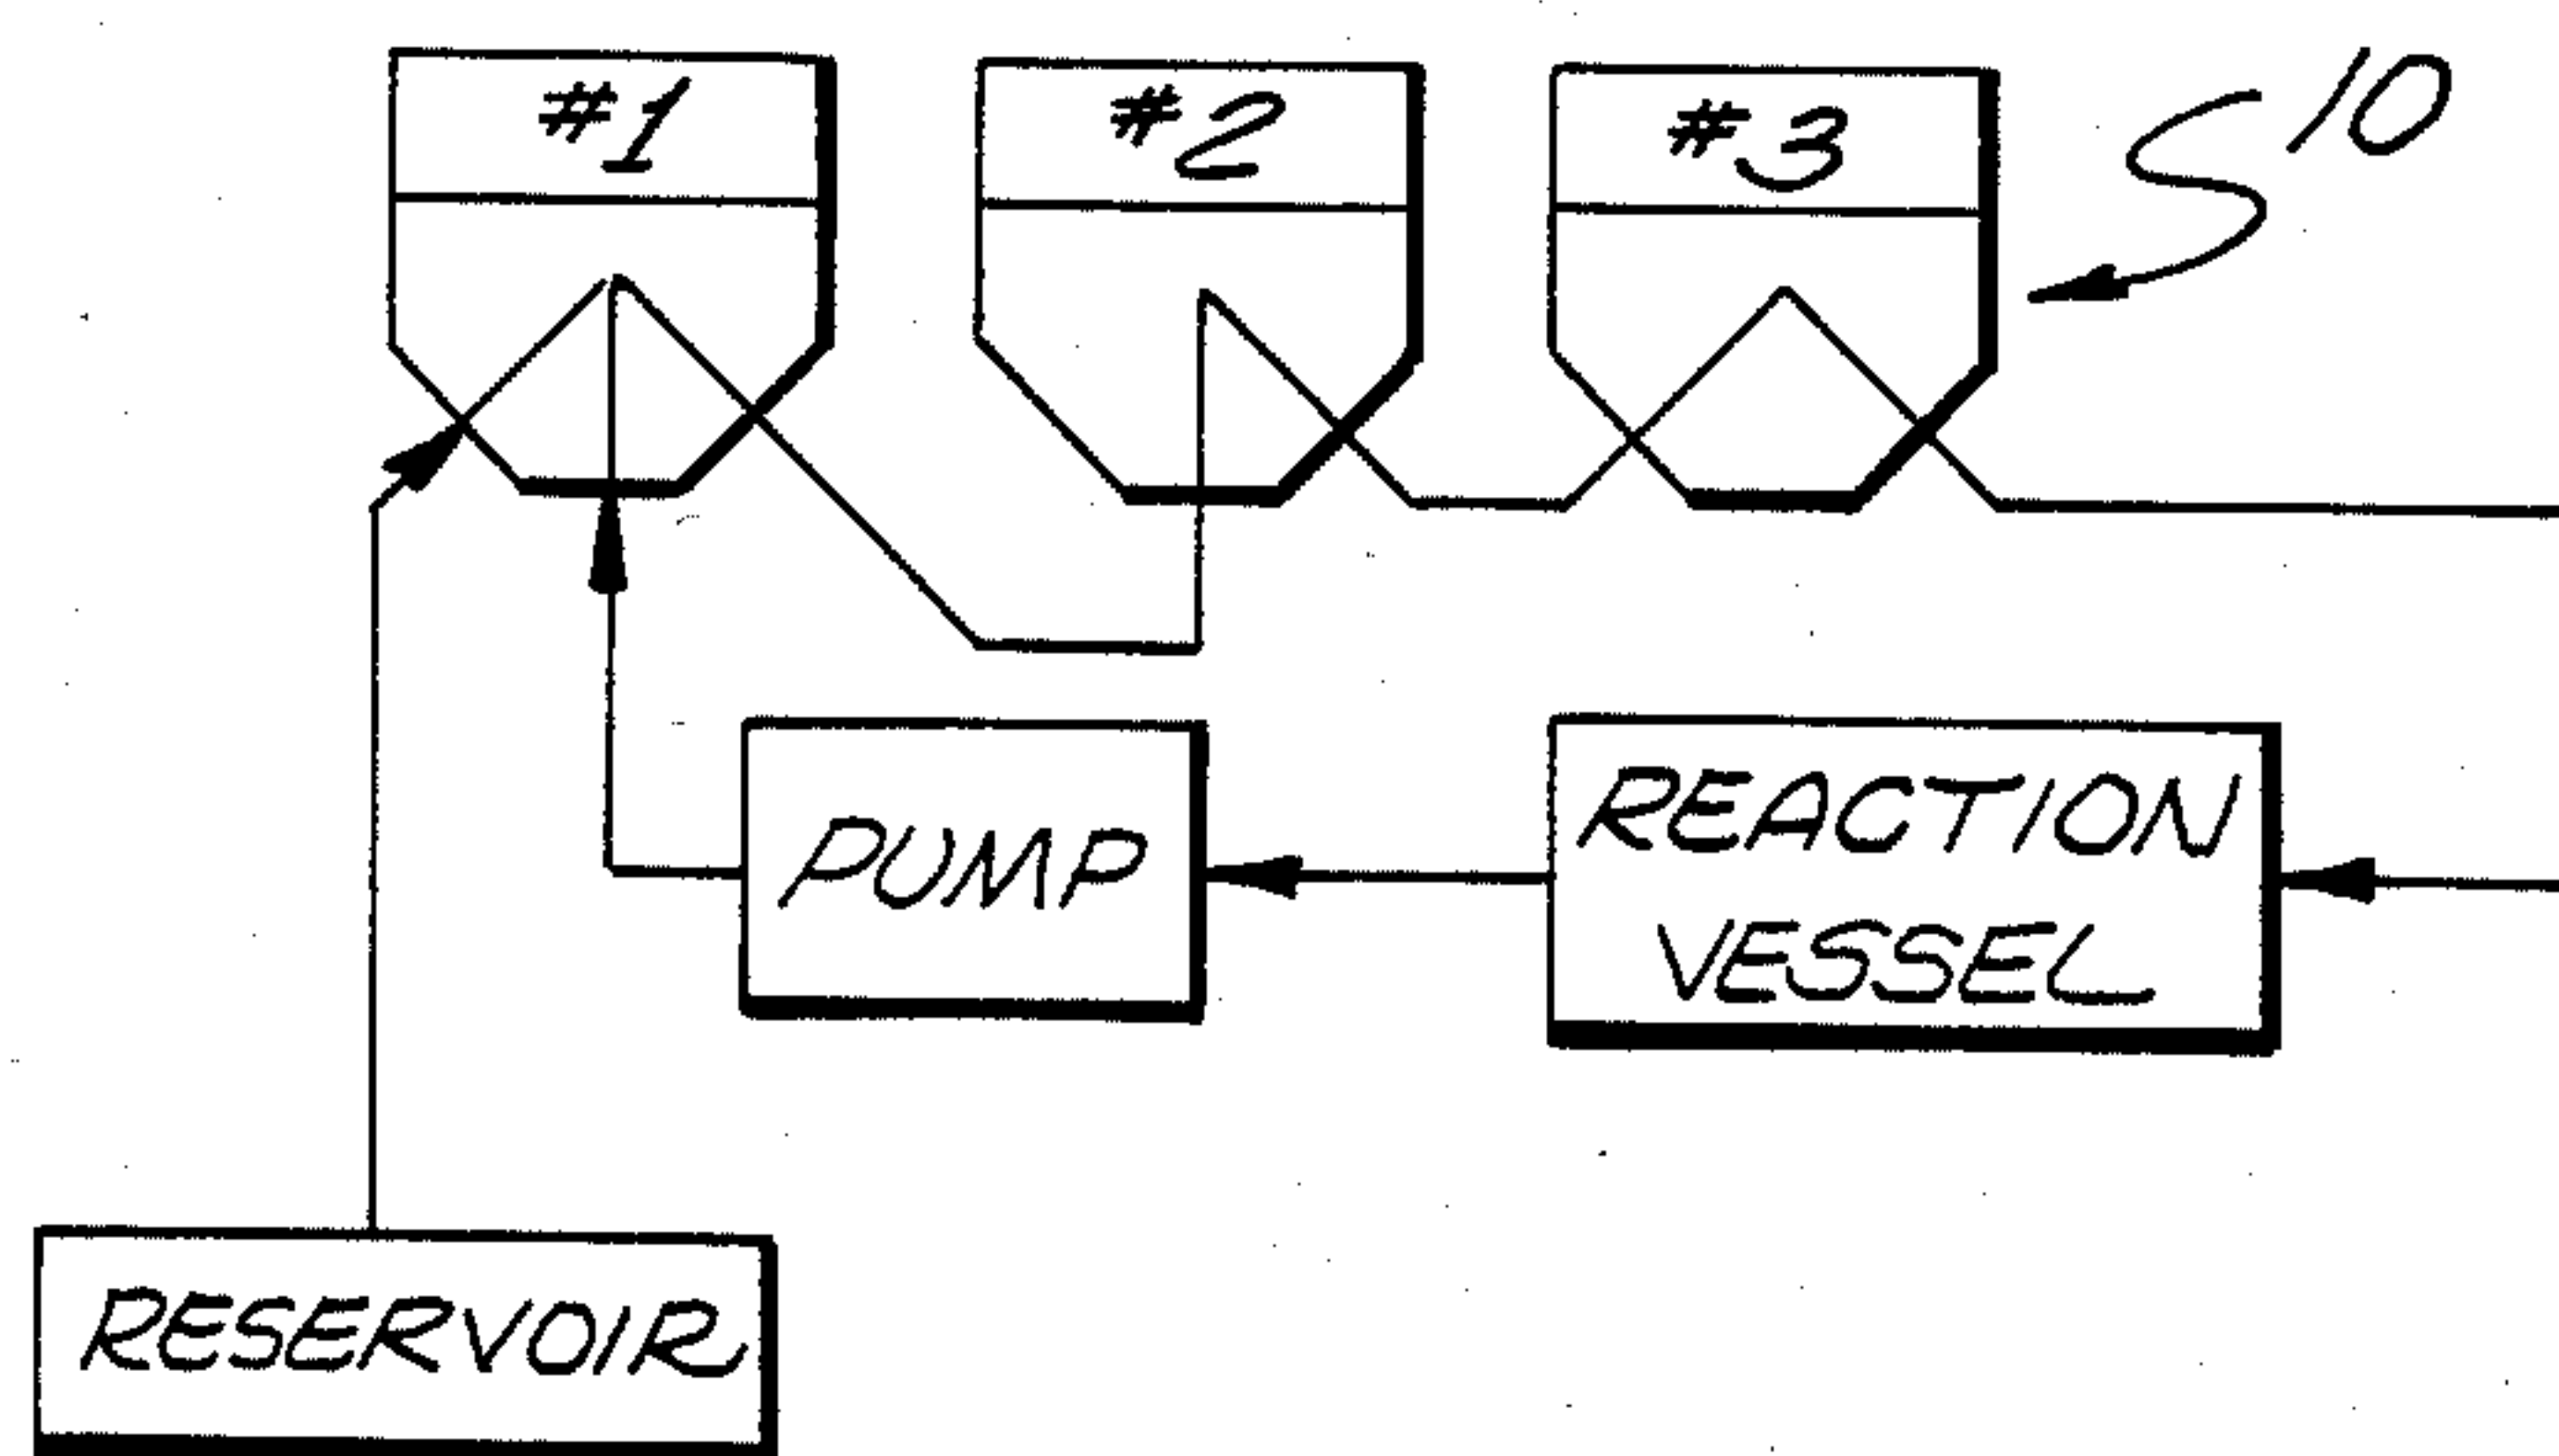 #1
#2
#3
10
PUMP
REACTION
VESSEL
RESERVOIR